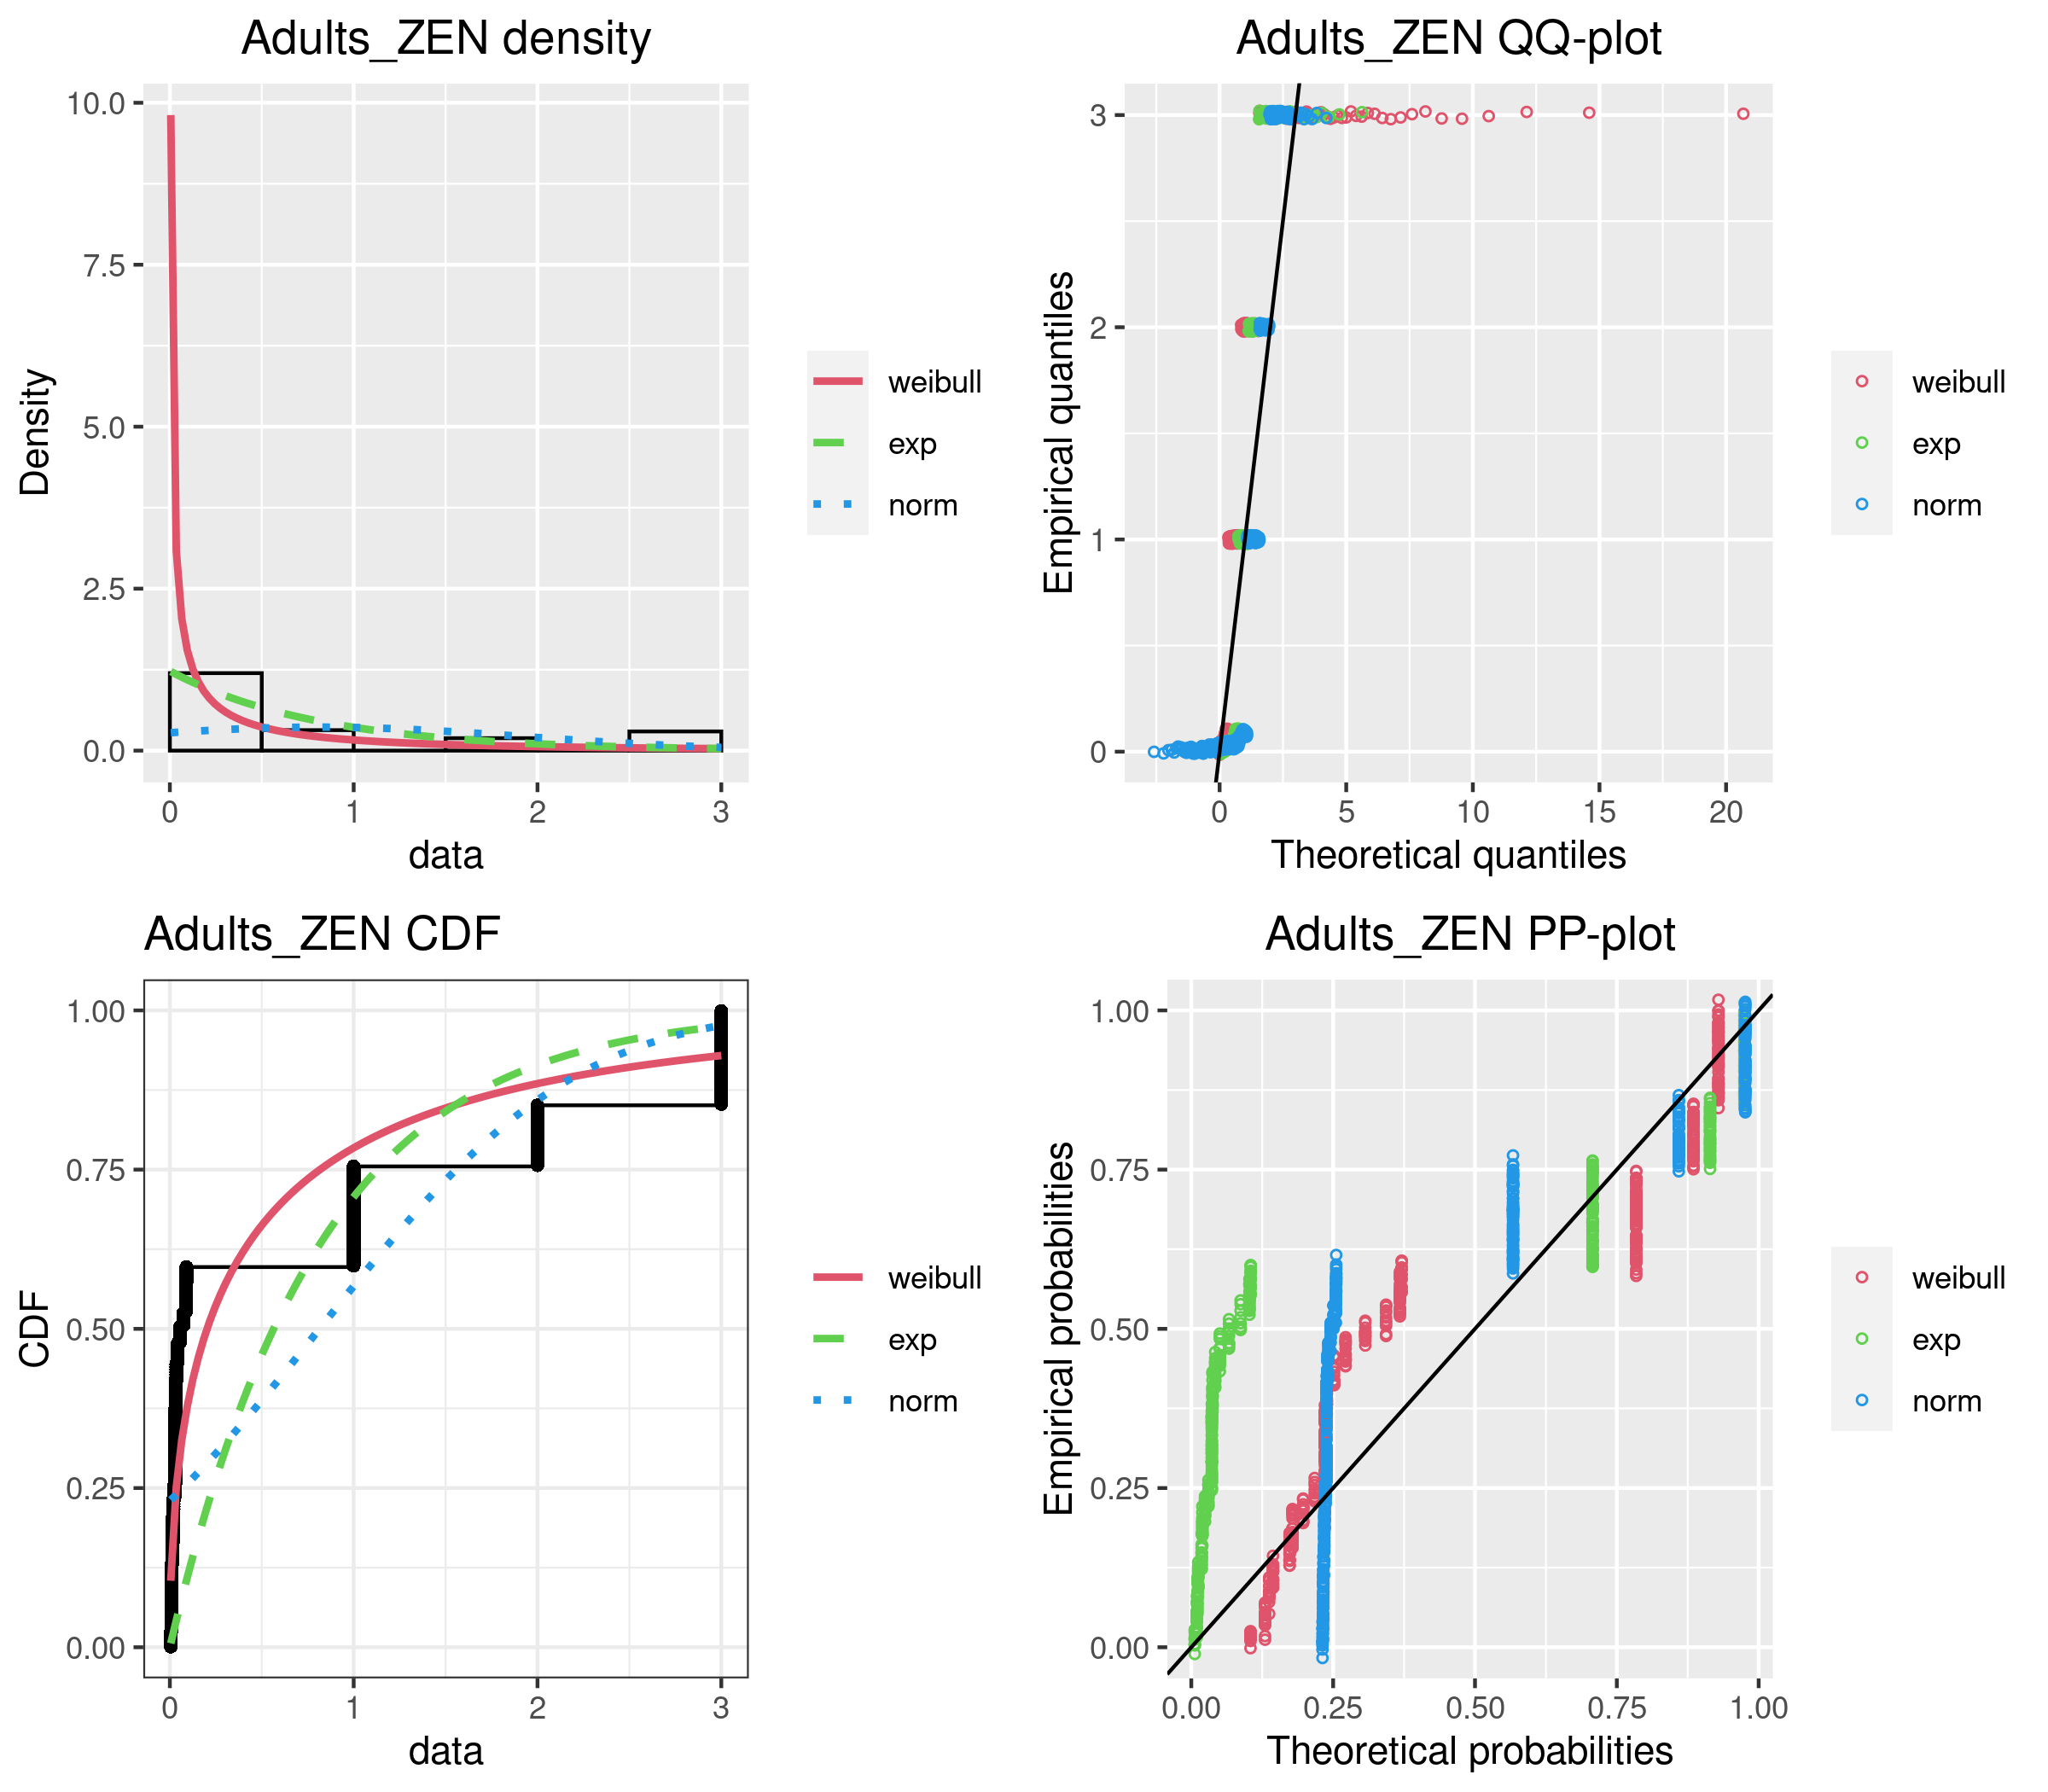 Adults_ZEN density
Density
10.0
7.5
5.0
2.5
0.0
0 1 2 3
data
weibull
exp
norm
Adults_ZEN QQ-plot
Empirical quantiles
3
2
1
0
0 5 10 15 20
Theoretical quantiles
weibull
exp
norm
Adults_ZEN CDF
CDF
1.00
0.75
0.50
0.25
0.00
0 1 2 3
data
weibull
exp
norm
Adults_ZEN PP-plot
Empirical probabilities
1.00
0.75
0.50
0.25
0.00
0.00 0.25 0.50 0.75 1.00
Theoretical probabilities
weibull
exp
norm